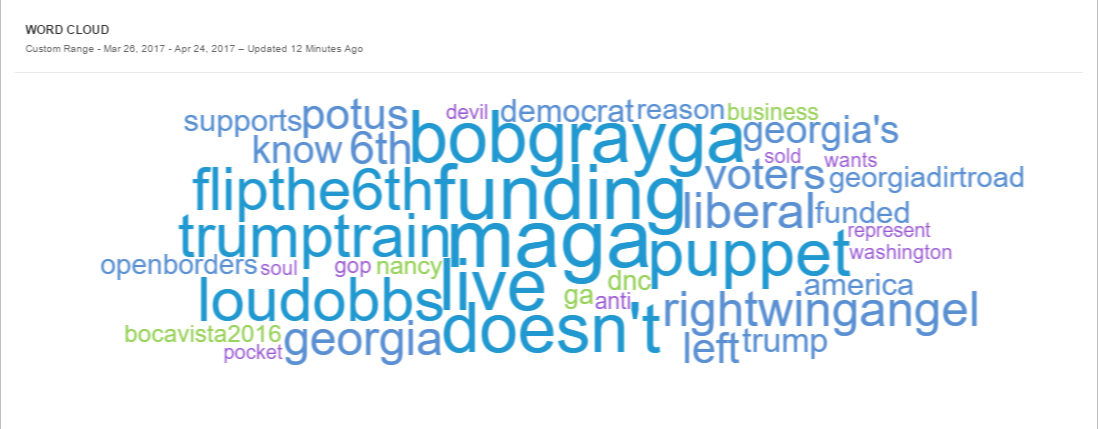 WORD CLOUD
Custom Range - Mar 26, 2017 - Apr 24, 2017 – Updated 12 Minutes Ago
supports potus devil democrat reason business
know 6th bobgrayga georgia's
sold wants
flipthe6th funding voters georgiadirtroad
liberal funded
trumptrain maga puppet represent
washington
openborders soul gop nancy live dnc america
loudobbs ga anti rightwingangel
bocavista2016 georgia doesn't left trump
pocket